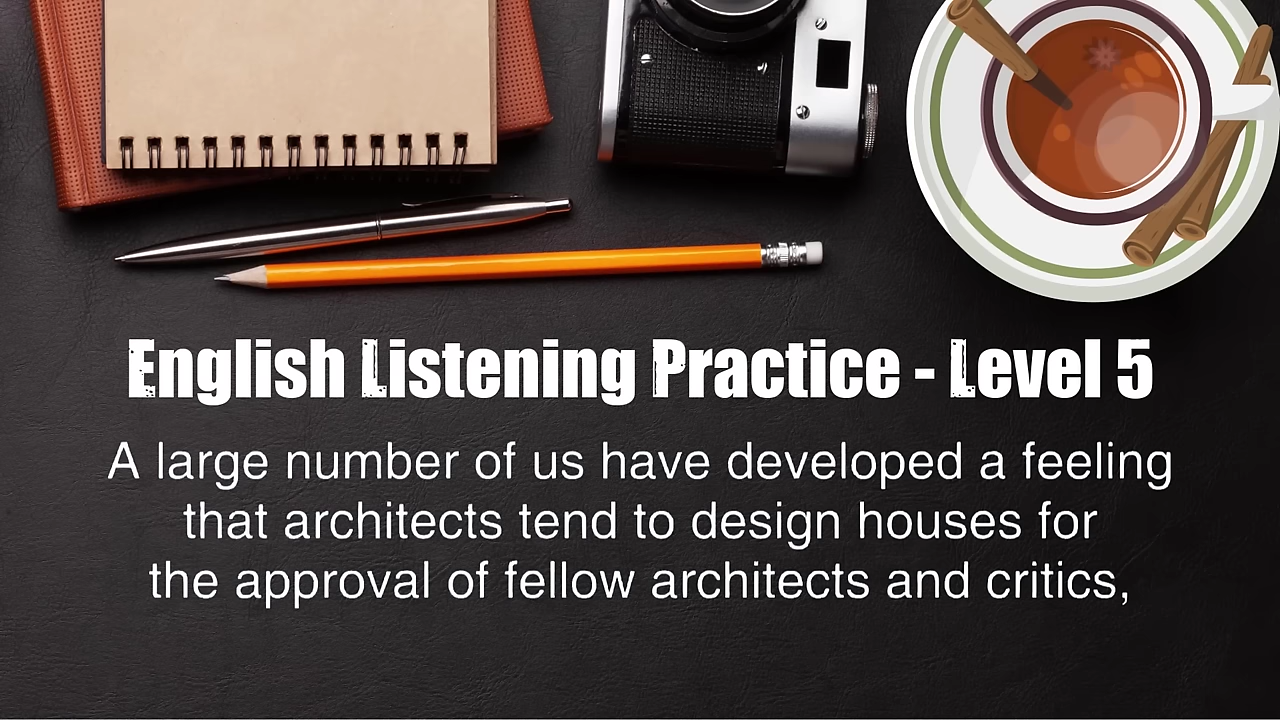 English Listening Practice - Level 5
A large number of us have developed a feeling
that architects tend to design houses for
the approval of fellow architects and critics,